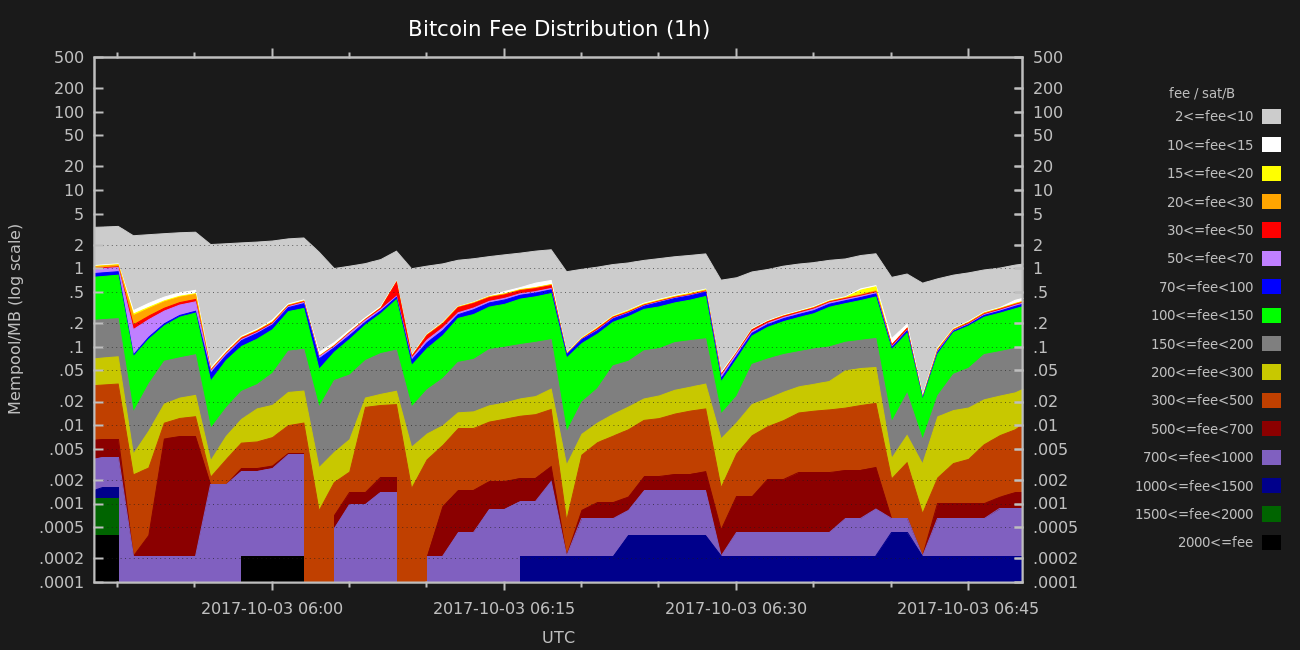 Bitcoin Fee Distribution (1h)
500
200
100
50
20
10
5
2
1
.5
.2
.1
.05
.02
.01
.005
.002
.001
.0005
.0002
.0001
Mempool/MB (log scale)
500
200
100
50
20
10
5
2
1
.5
.2
.1
.05
.02
.01
.005
.002
.001
.0005
.0002
.0001
fee / sat/B
2<=fee<10
10<=fee<15
15<=fee<20
20<=fee<30
30<=fee<50
50<=fee<70
70<=fee<100
100<=fee<150
150<=fee<200
200<=fee<300
300<=fee<500
500<=fee<700
700<=fee<1000
1000<=fee<1500
1500<=fee<2000
2000<=fee
2017-10-03 06:00 2017-10-03 06:15 2017-10-03 06:30 2017-10-03 06:45
UTC